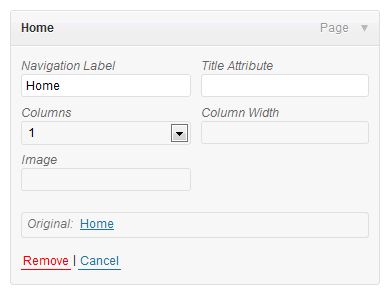 Home Page
Navigation Label Title Attribute
Home
Columns Column Width
1
Image
Original: Home
Remove | Cancel